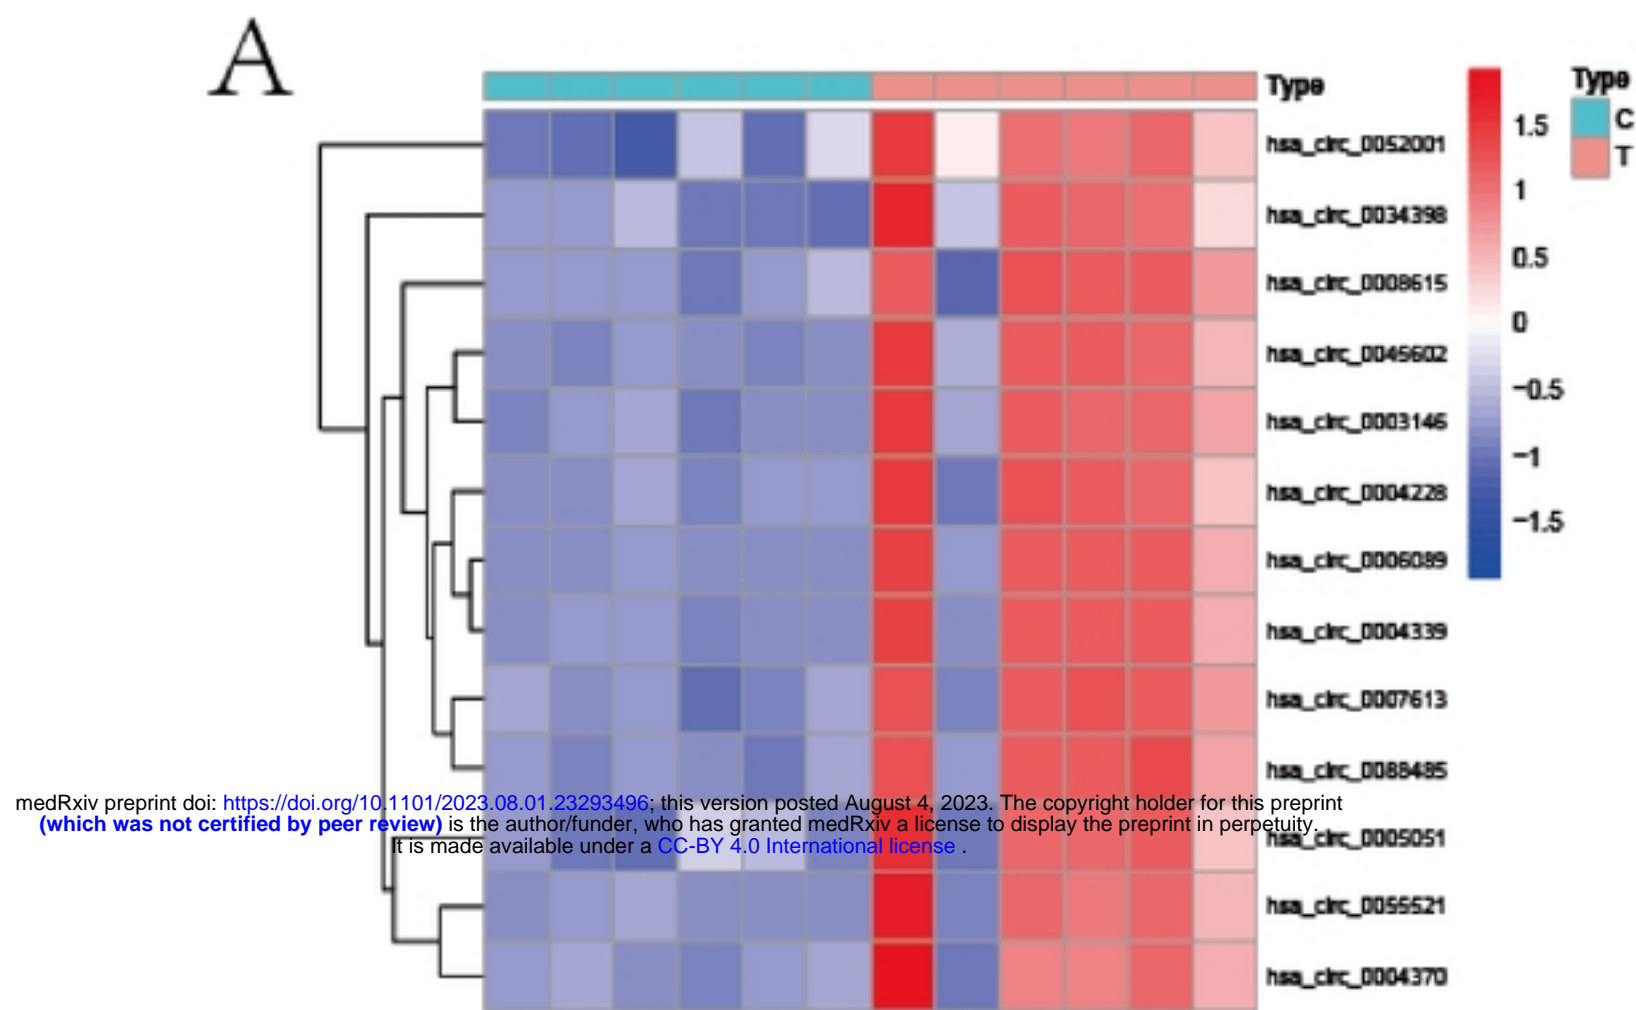 A
Type
hsa_circ_0052001
hsa_circ_0034398
hsa_circ_0008615
hsa_circ_0045602
hsa_circ_0003146
hsa_circ_0004228
hsa_circ_0006089
hsa_circ_0004339
hsa_circ_0007613
hsa_circ_0088485
hsa_circ_0005051
hsa_circ_0055521
hsa_circ_0004370
1.5
1
0.5
0
−0.5
−1
−1.5
Type
C
T
medRxiv preprint doi: https://doi.org/10.1101/2023.08.01.23293496; this version posted August 4, 2023. The copyright holder for this preprint
(which was not certified by peer review) is the author/funder, who has granted medRxiv a license to display the preprint in perpetuity.
It is made available under a CC-BY 4.0 International license .